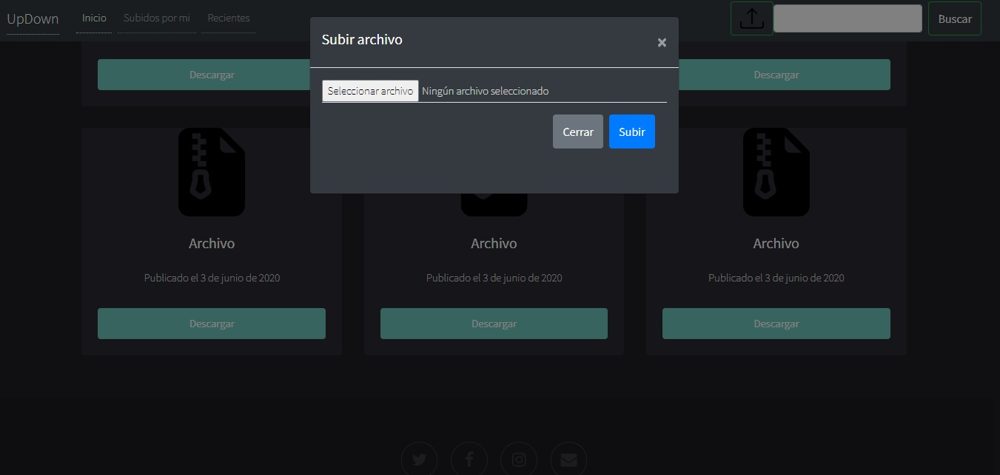 UpDown Inicio Subidos por mi Recientes Buscar
Subir archivo ×
Seleccionar archivo Ningún archivo seleccionado
Cerrar Subir
Descargar Descargar
Archivo Archivo Archivo
Publicado el 3 de junio de 2020 Publicado el 3 de junio de 2020 Publicado el 3 de junio de 2020
Descargar Descargar Descargar